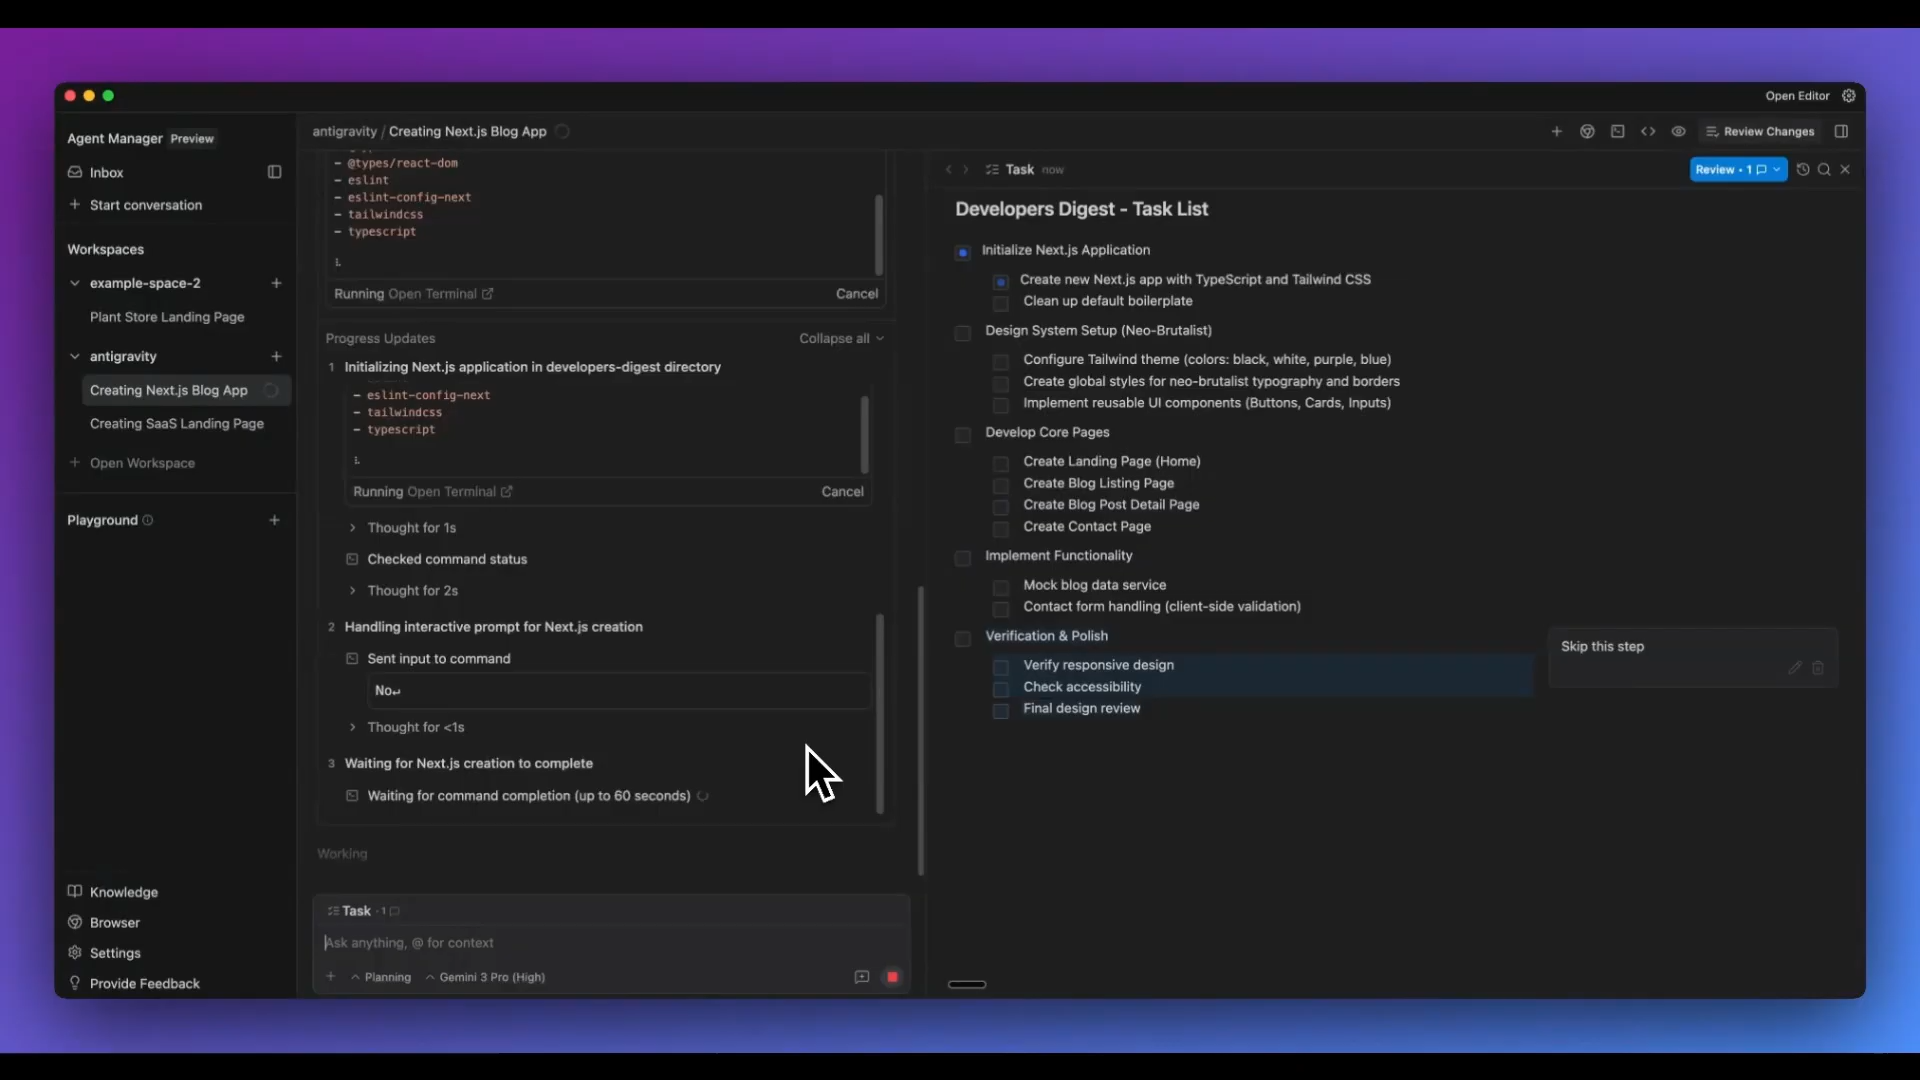 Open Editor
Agent Manager Preview
Inbox
Start conversation
Workspaces
example-space-2
Plant Store Landing Page
antigravity
Creating Next.js Blog App
Creating SaaS Landing Page
Open Workspace
Playground
Knowledge
Browser
Settings
Provide Feedback
antigravity / Creating Next.js Blog App
Review Changes
- @types/react-dom
- eslint
- eslint-config-next
- tailwindcss
- typescript
Running Open Terminal
Cancel
Progress Updates
Collapse all
1 Initializing Next.js application in developers-digest directory
- eslint-config-next
- tailwindcss
- typescript
Running Open Terminal
Cancel
Thought for 1s
Checked command status
Thought for 2s
2 Handling interactive prompt for Next.js creation
Sent input to command
No↵
Thought for <1s
3 Waiting for Next.js creation to complete
Waiting for command completion (up to 60 seconds)
Working
Task · 1
Ask anything, @ for context
Planning
Gemini 3 Pro (High)
Task now
Review • 1
Developers Digest - Task List
Initialize Next.js Application
Create new Next.js app with TypeScript and Tailwind CSS
Clean up default boilerplate
Design System Setup (Neo-Brutalist)
Configure Tailwind theme (colors: black, white, purple, blue)
Create global styles for neo-brutalist typography and borders
Implement reusable UI components (Buttons, Cards, Inputs)
Develop Core Pages
Create Landing Page (Home)
Create Blog Listing Page
Create Blog Post Detail Page
Create Contact Page
Implement Functionality
Mock blog data service
Contact form handling (client-side validation)
Verification & Polish
Verify responsive design
Check accessibility
Final design review
Skip this step